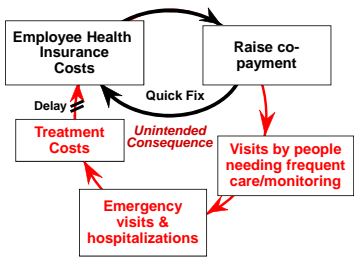 Employee Health
Insurance
Costs
Raise co-
payment
Delay
Quick Fix
Unintended
Consequence
Treatment
Costs
Visits by people
needing frequent
care/monitoring
Emergency
visits &
hospitalizations